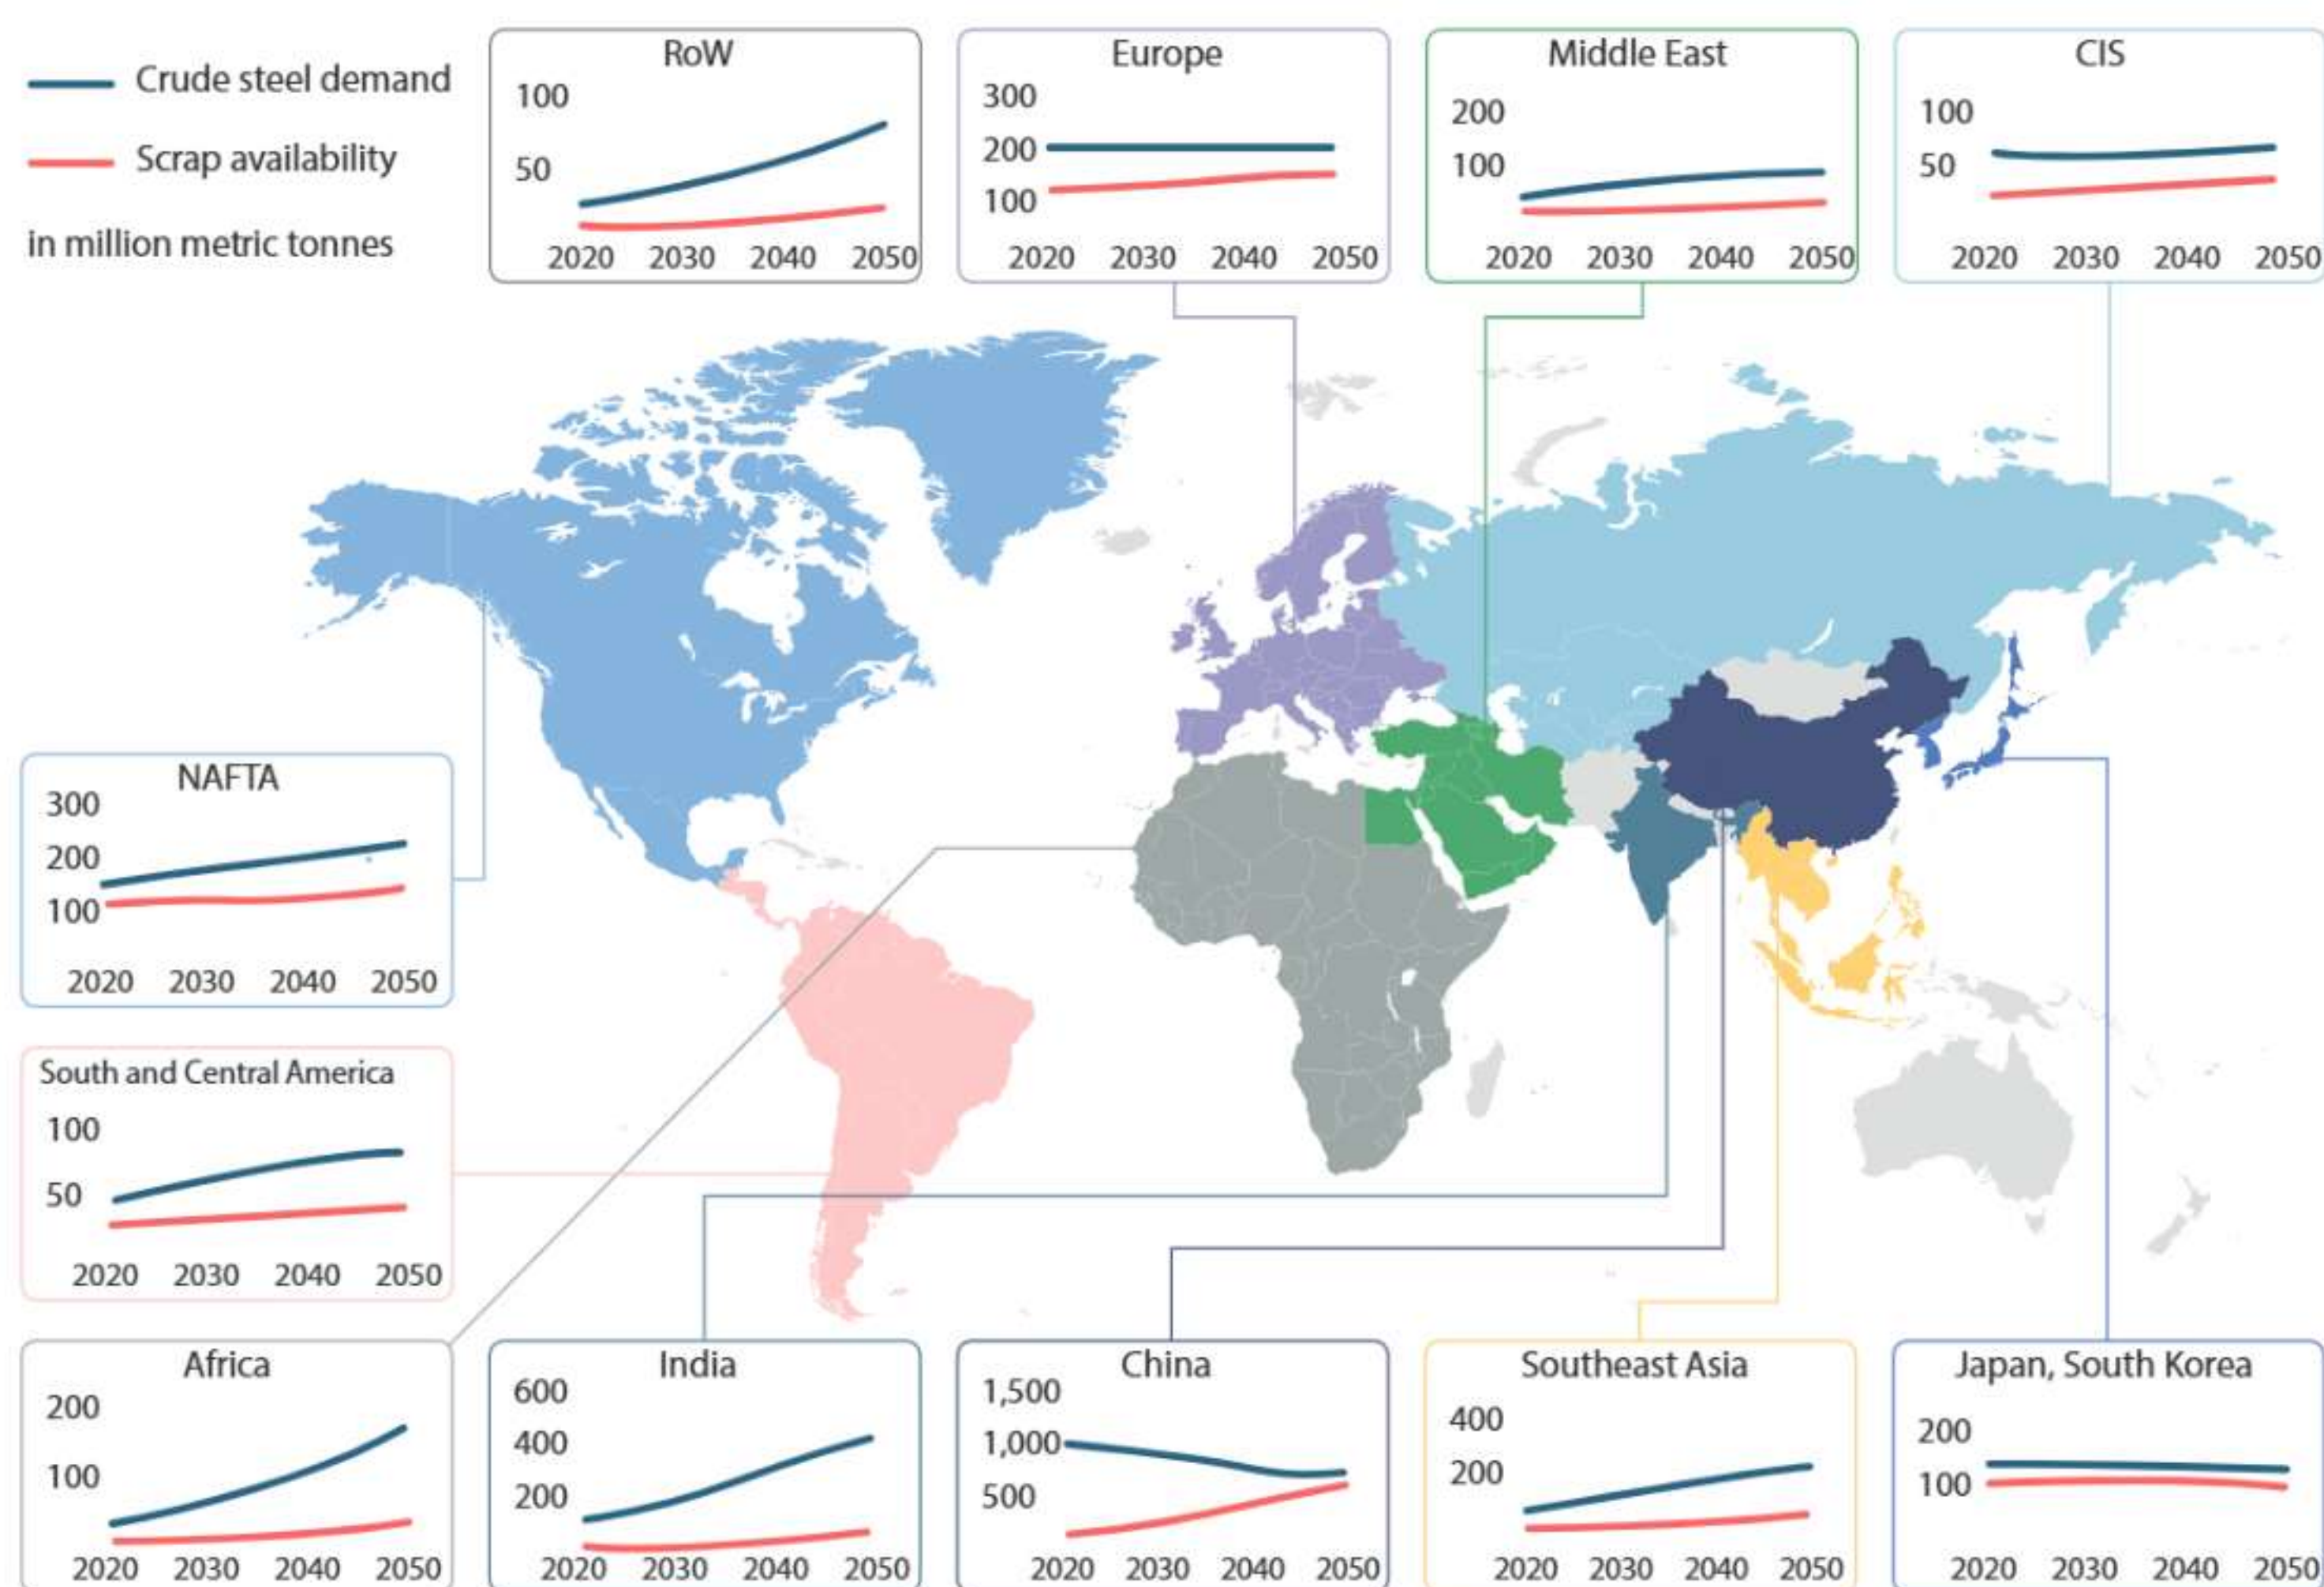 Crude steel demand
Scrap availability
in million metric tonnes
RoW
100
50
2020 2030 2040 2050
Europe
300
200
100
2020 2030 2040 2050
Middle East
200
100
2020 2030 2040 2050
CIS
100
50
2020 2030 2040 2050
NAFTA
300
200
100
2020 2030 2040 2050
South and Central America
100
50
2020 2030 2040 2050
Africa
200
100
2020 2030 2040 2050
India
600
400
200
2020 2030 2040 2050
China
1,500
1,000
500
2020 2030 2040 2050
Southeast Asia
400
200
2020 2030 2040 2050
Japan, South Korea
200
100
2020 2030 2040 2050